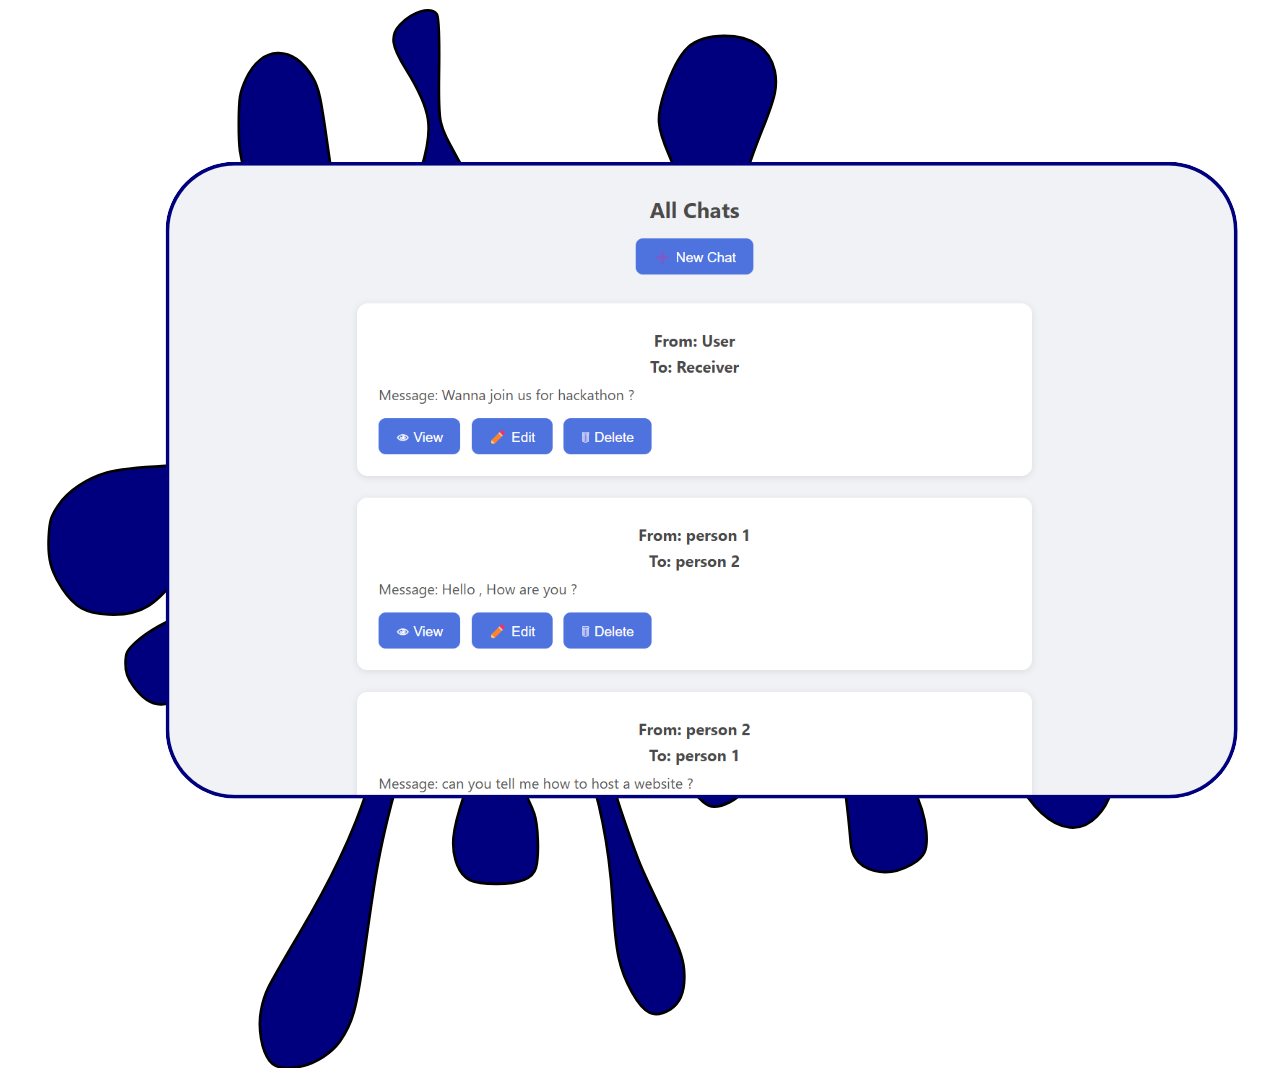 All Chats
➕ New Chat
From: User
To: Receiver
Message: Wanna join us for hackathon ?
👁 View ✏️ Edit 🗑 Delete
From: person 1
To: person 2
Message: Hello , How are you ?
👁 View ✏️ Edit 🗑 Delete
From: person 2
To: person 1
Message: can you tell me how to host a website ?